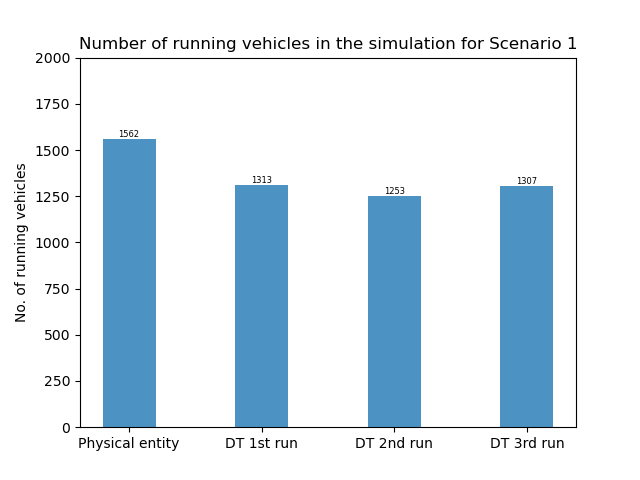 Number of running vehicles in the simulation for Scenario 1
2000
1750
1500
1250
1000
750
500
250
0
No. of running vehicles
1562
1313
1253
1307
Physical entity
DT 1st run
DT 2nd run
DT 3rd run